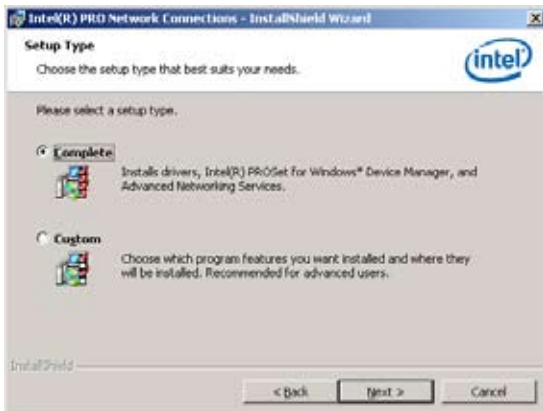 Intel(R) PRO Network Connections - InstallShield Wizard
Setup Type
Choose the setup type that best suits your needs.
intel
Please select a setup type.
Complete
Installs drivers, Intel(R) PROSet for Windows* Device Manager, and
Advanced Networking Services.
Custom
Choose which program features you want installed and where they
will be installed. Recommended for advanced users.
InstallShield
< Back
Next >
Cancel